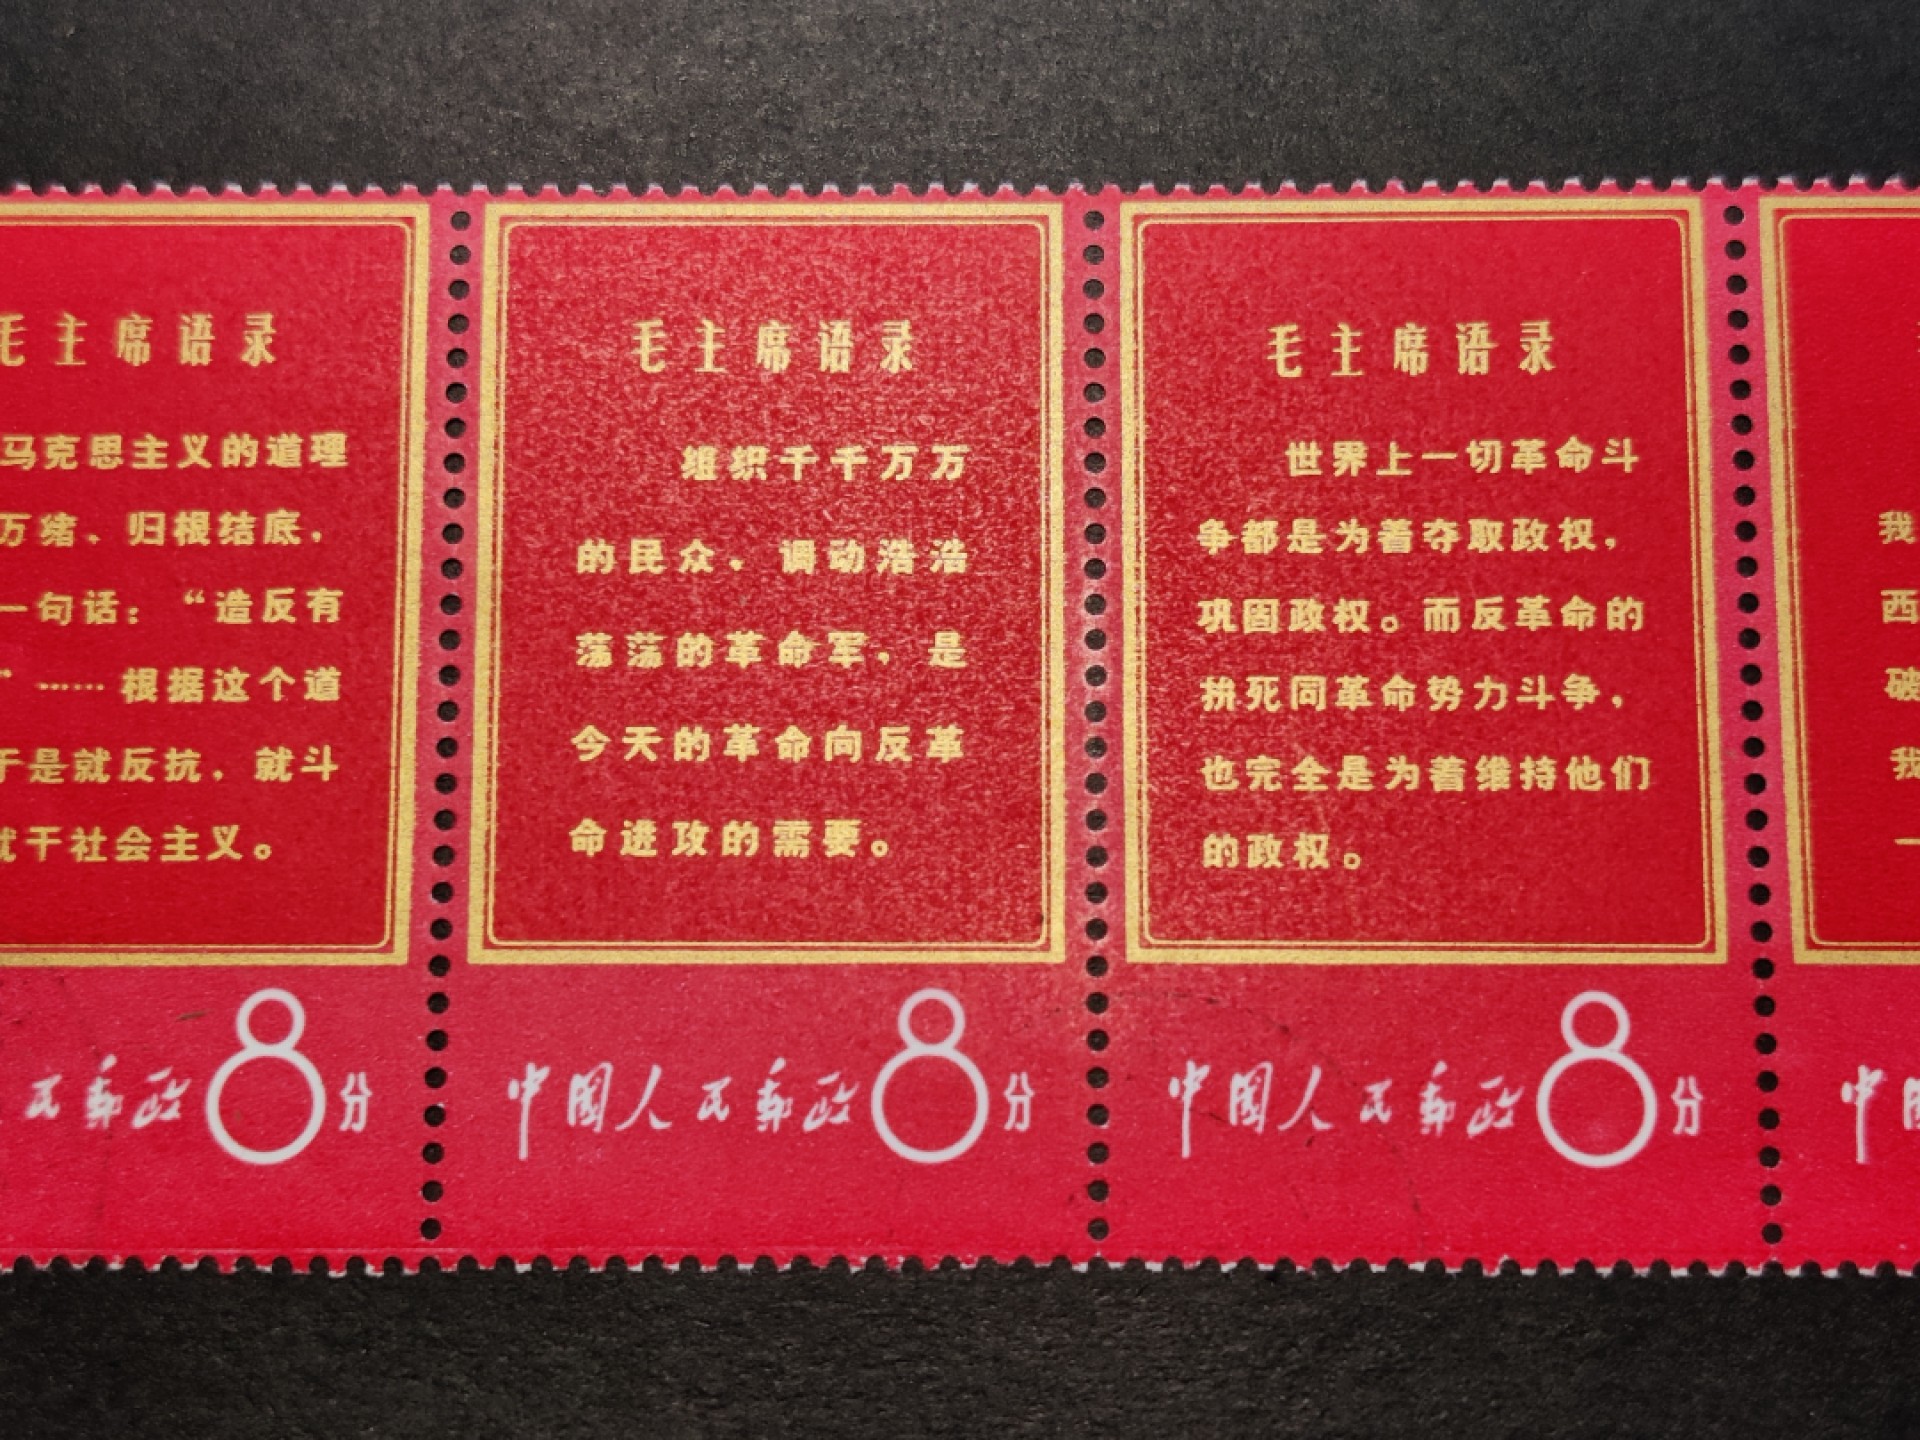 毛主席语录
马克思主义的道理
万绪、归根结底，
一句话：“造反有
”……根据这个道
于是就反抗，就斗
就干社会主义。
民邮政8分
毛主席语录
组织千千万万
的民众，调动浩浩
荡荡的革命军，是
今天的革命向反革
命进攻的需要。
中国人民邮政8分
毛主席语录
世界上一切革命斗
争都是为着夺取政权，
巩固政权。而反革命的
拚死同革命势力斗争，
也完全是为着维持他们
的政权。
中国人民邮政8分
我
西
破
我
一
中国